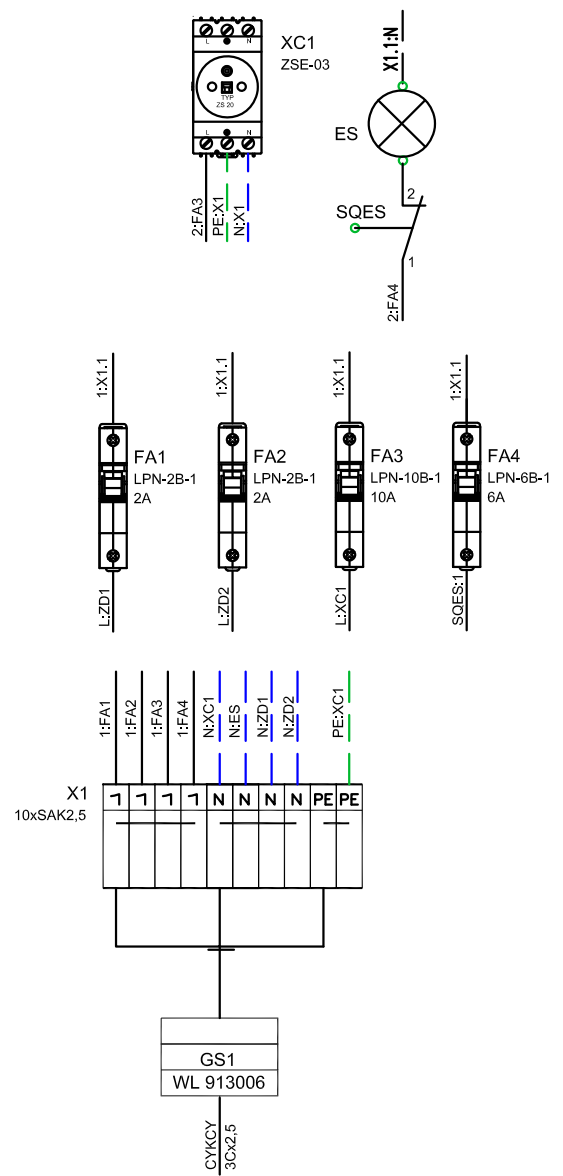 XC1
ZSE-03
L N
TYP
ZS 20
L N
2:FA3
PE:X1
N:X1
X1.1:N
ES
2
SQES
1
2:FA4
1:X1.1
FA1
LPN-2B-1
2A
L:ZD1
1:X1.1
FA2
LPN-2B-1
2A
L:ZD2
1:X1.1
FA3
LPN-10B-1
10A
L:XC1
1:X1.1
FA4
LPN-6B-1
6A
SQES:1
1:FA1
1:FA2
1:FA3
1:FA4
N:XC1
N:ES
N:ZD1
N:ZD2
PE:XC1
X1
10xSAK2,5
L L L L N N N N PE PE
GS1
WL 913006
CYKCY
3Cx2,5